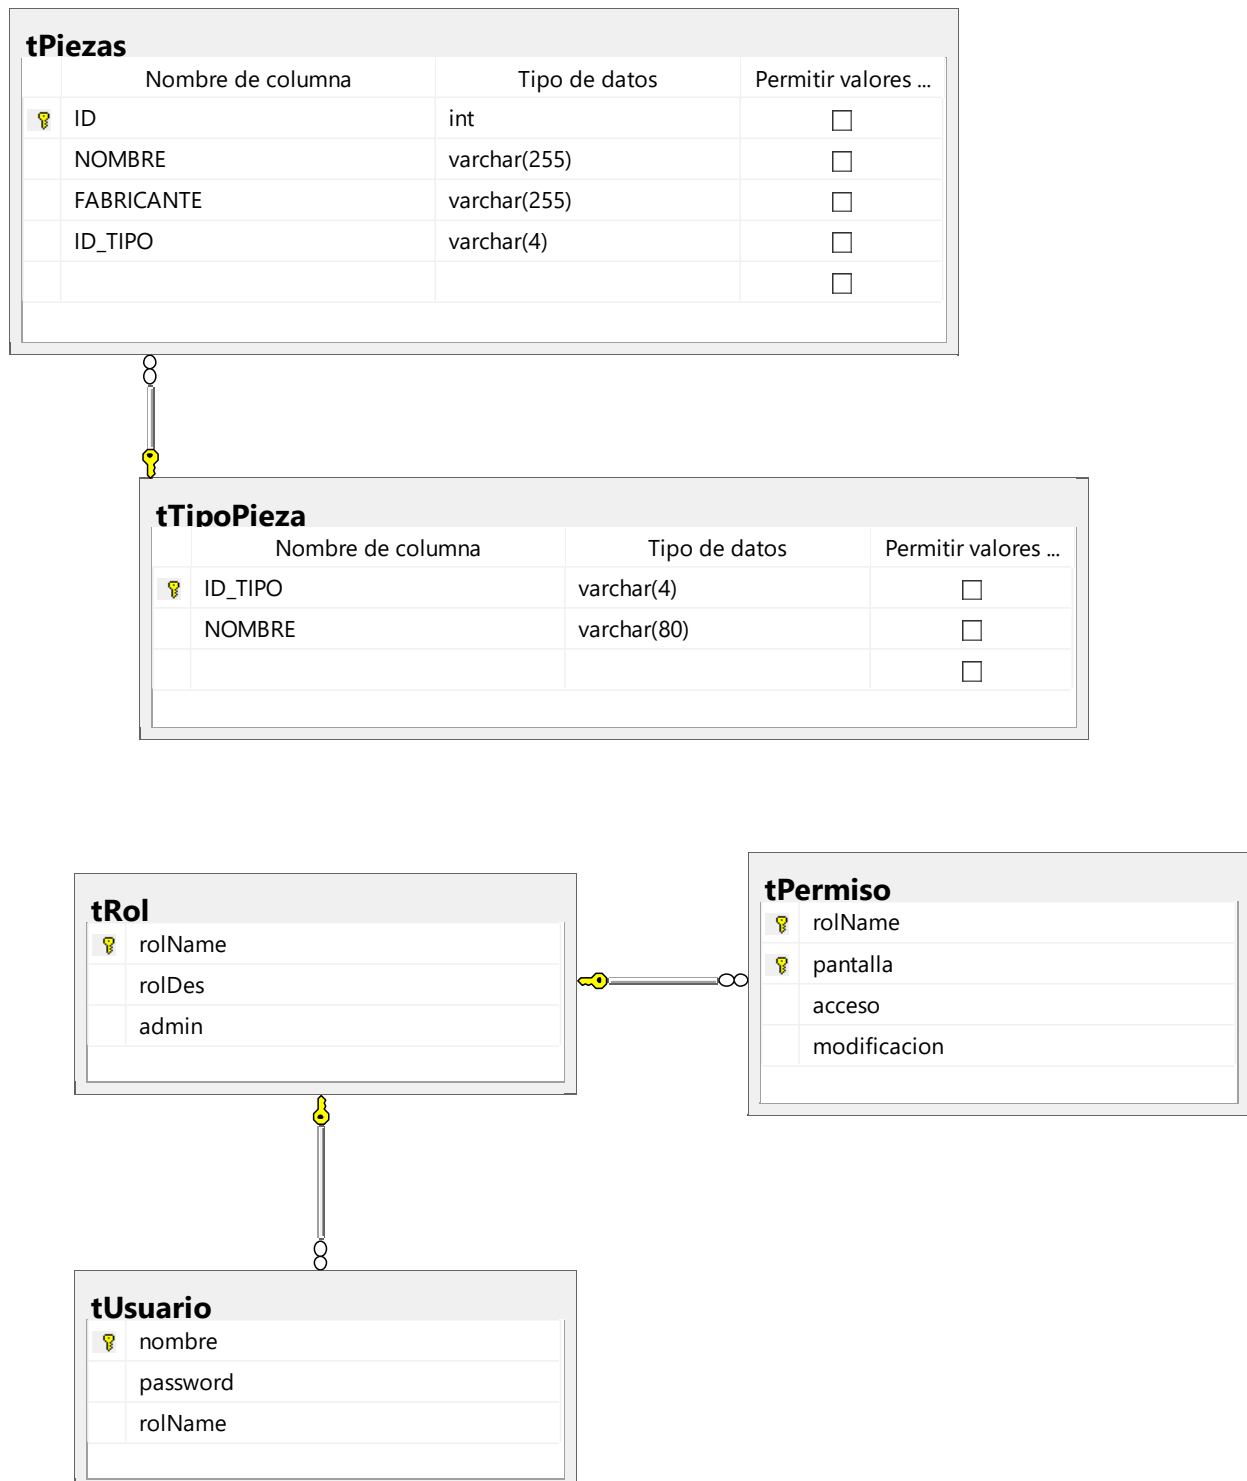 tPiezas
Nombre de columna Tipo de datos Permitir valores ...
ID int
NOMBRE varchar(255)
FABRICANTE varchar(255)
ID_TIPO varchar(4)
tTipoPieza
Nombre de columna Tipo de datos Permitir valores ...
ID_TIPO varchar(4)
NOMBRE varchar(80)
tRol
rolName
rolDes
admin
tPermiso
rolName
pantalla
acceso
modificacion
tUsuario
nombre
password
rolName